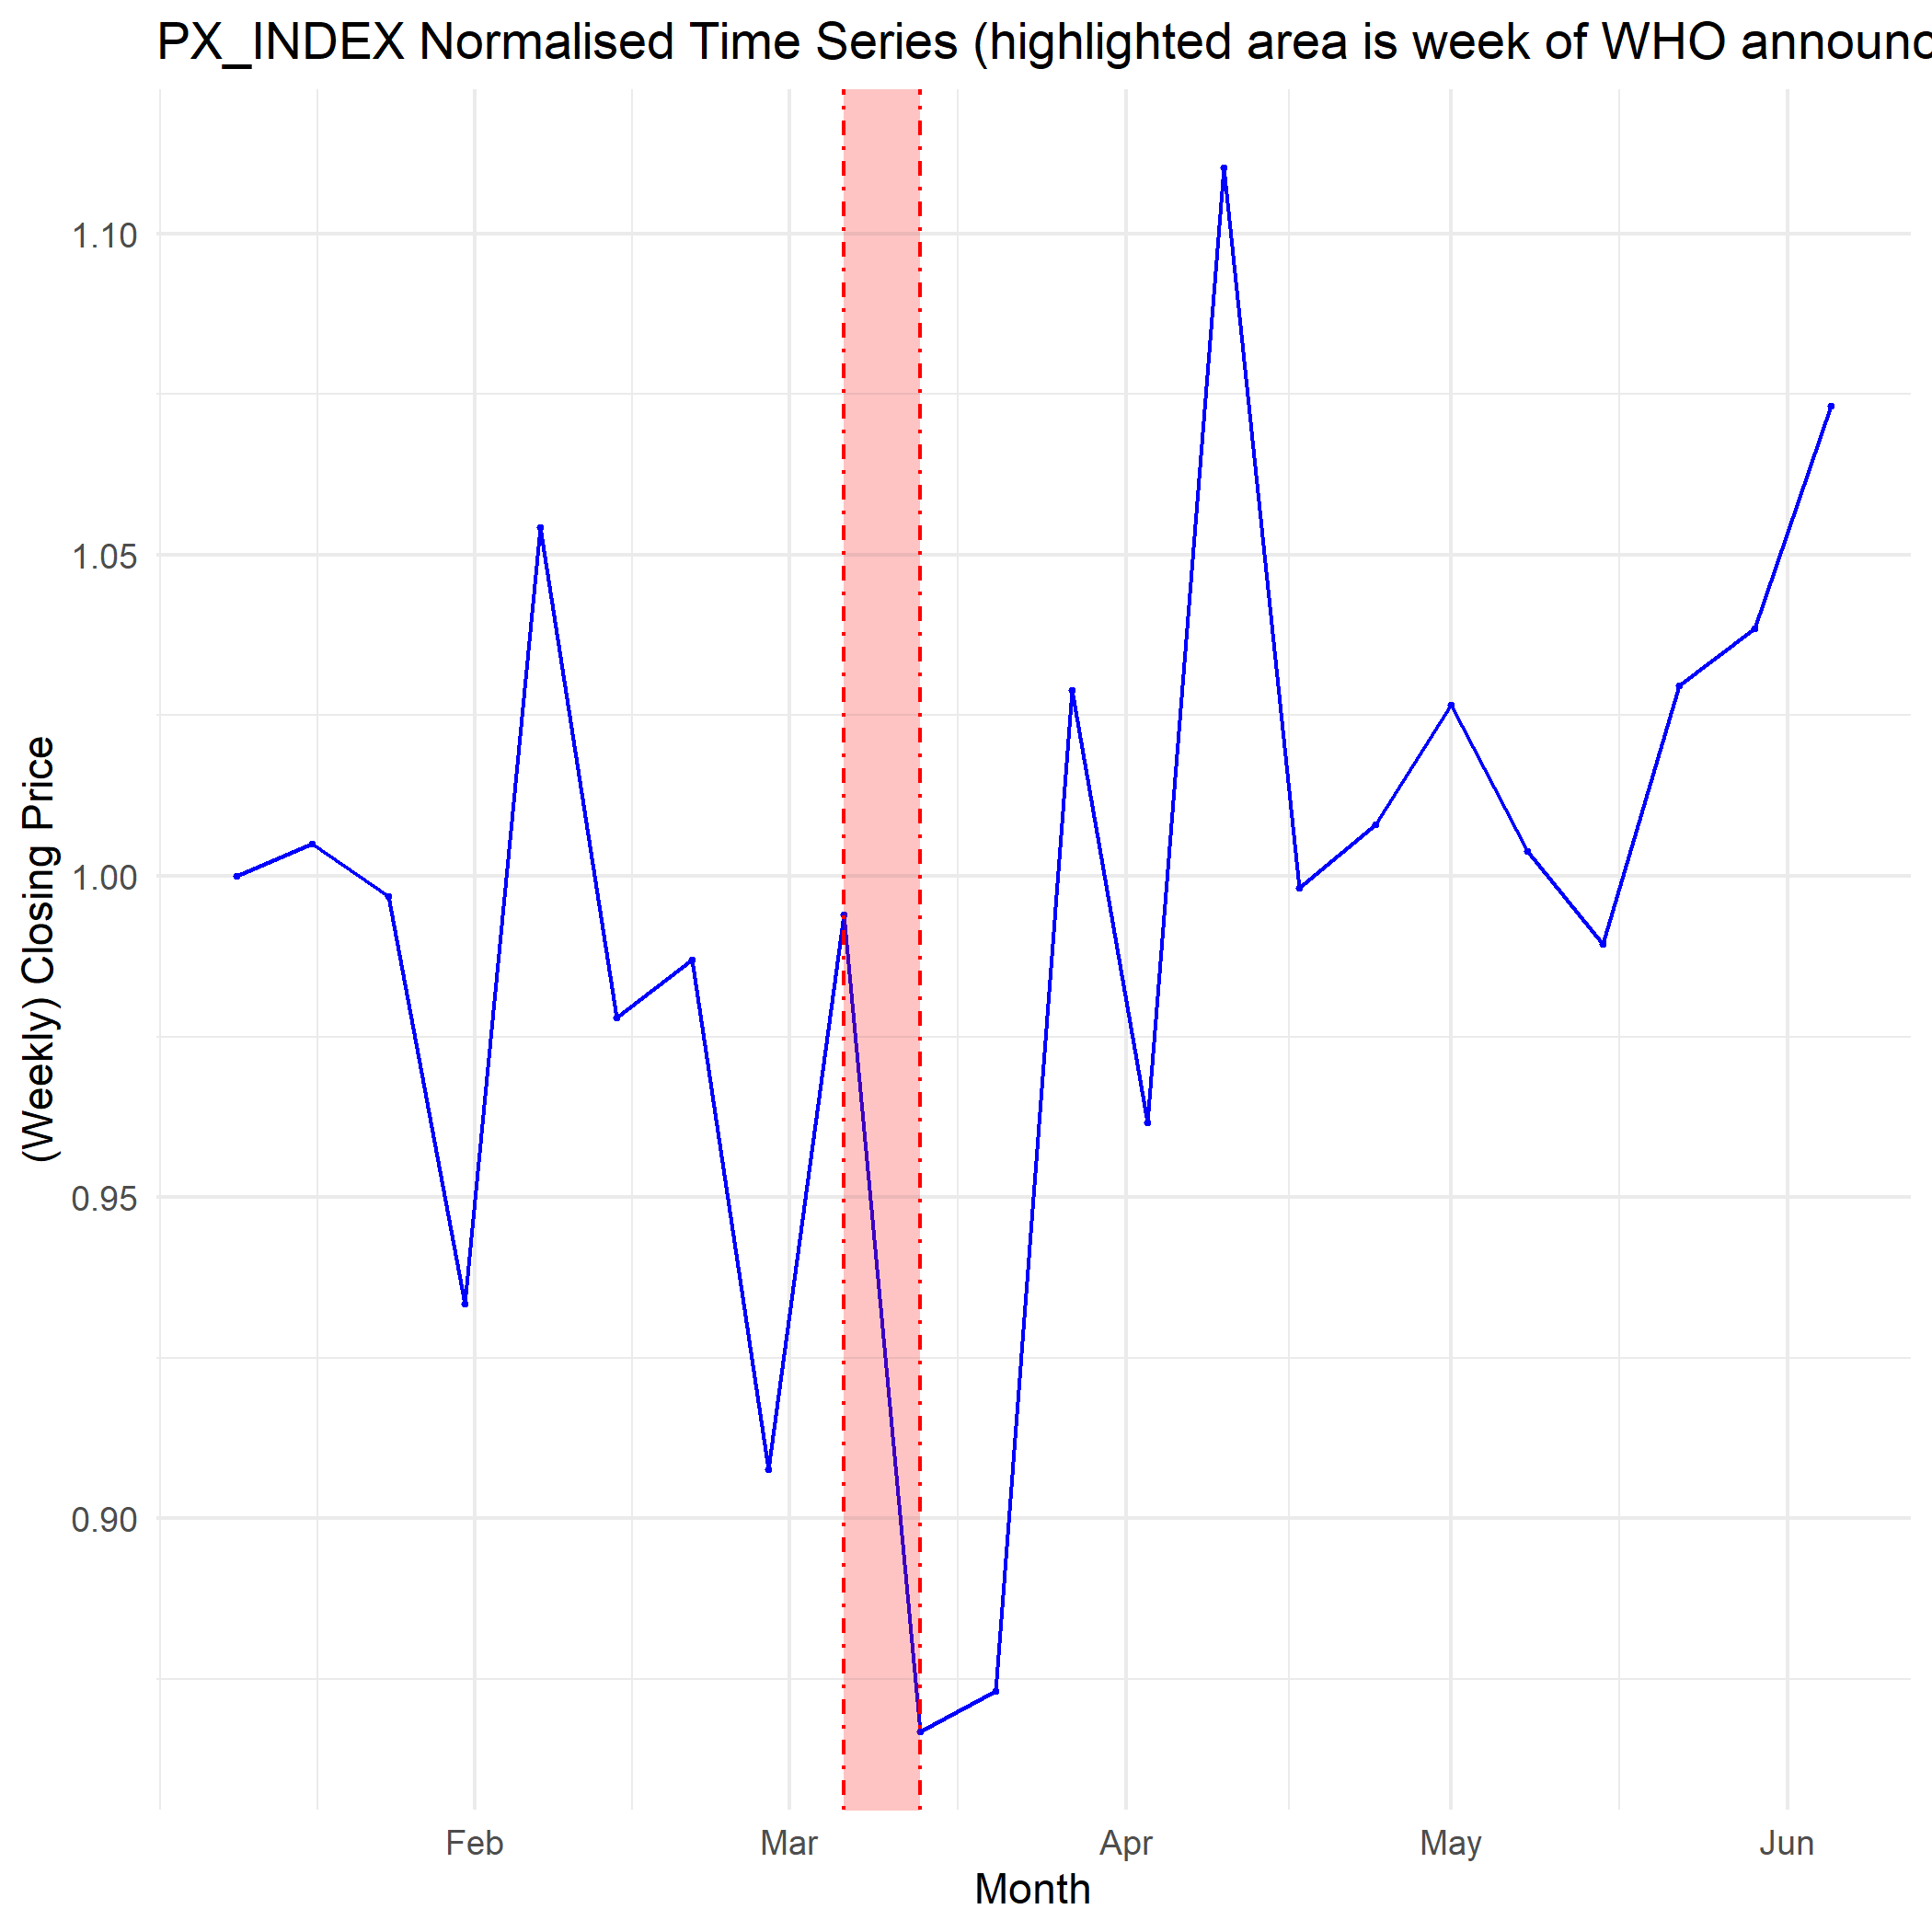 PX_INDEX Normalised Time Series (highlighted area is week of WHO announc
1.10
1.05
1.00
0.95
0.90
(Weekly) Closing Price
Feb Mar Apr May Jun
Month